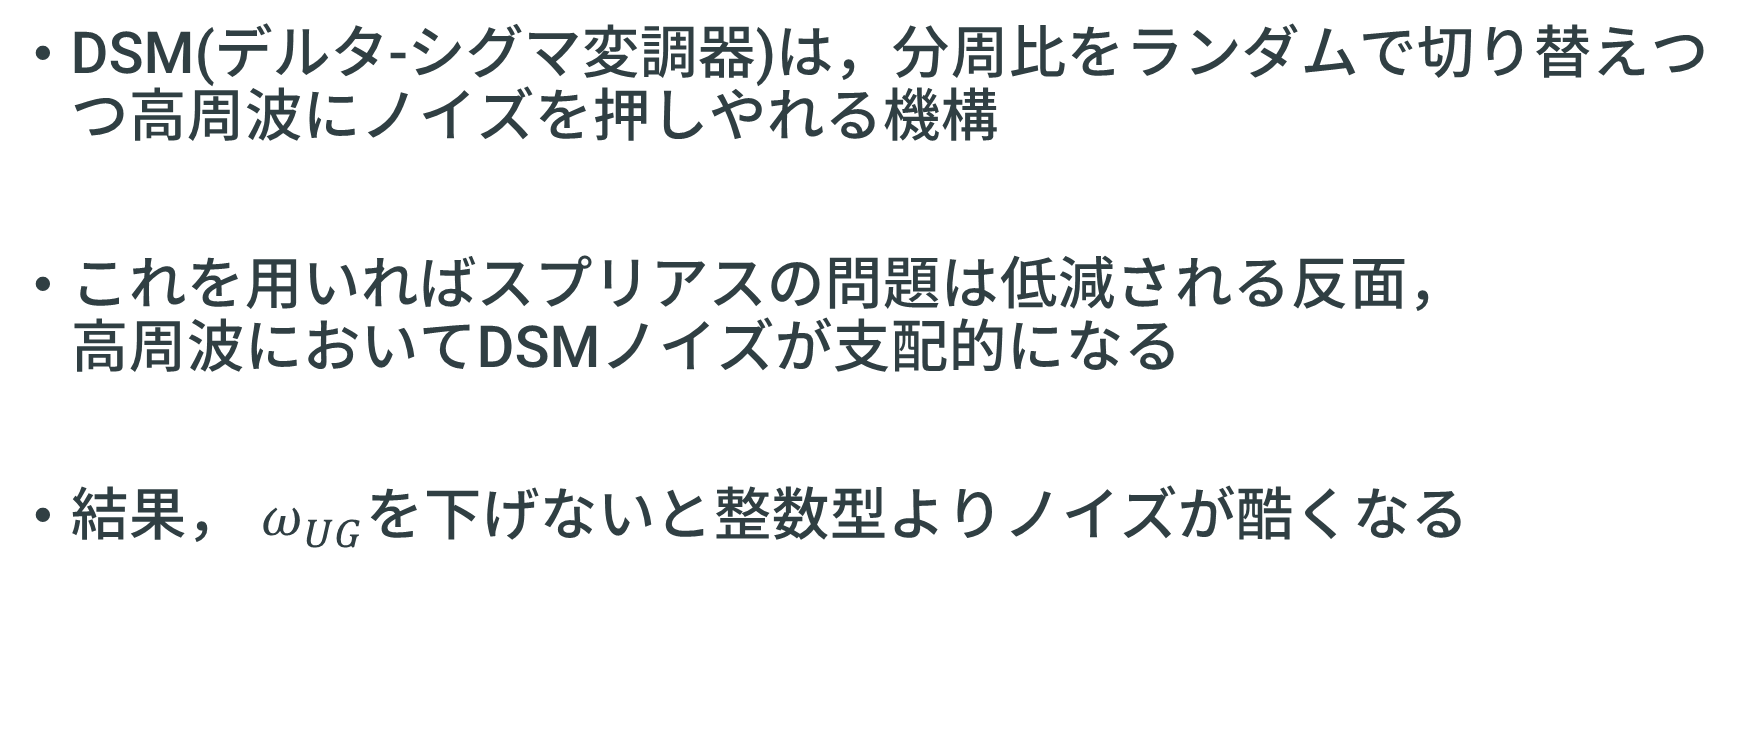 • DSM(デルタ-シグマ変調器)は，分周比をランダムで切り替えつ
つ高周波にノイズを押しやれる機構
• これを用いればスプリアスの問題は低減される反面，
高周波においてDSMノイズが支配的になる
• 結果， ω_{UG}を下げないと整数型よりノイズが酷くなる